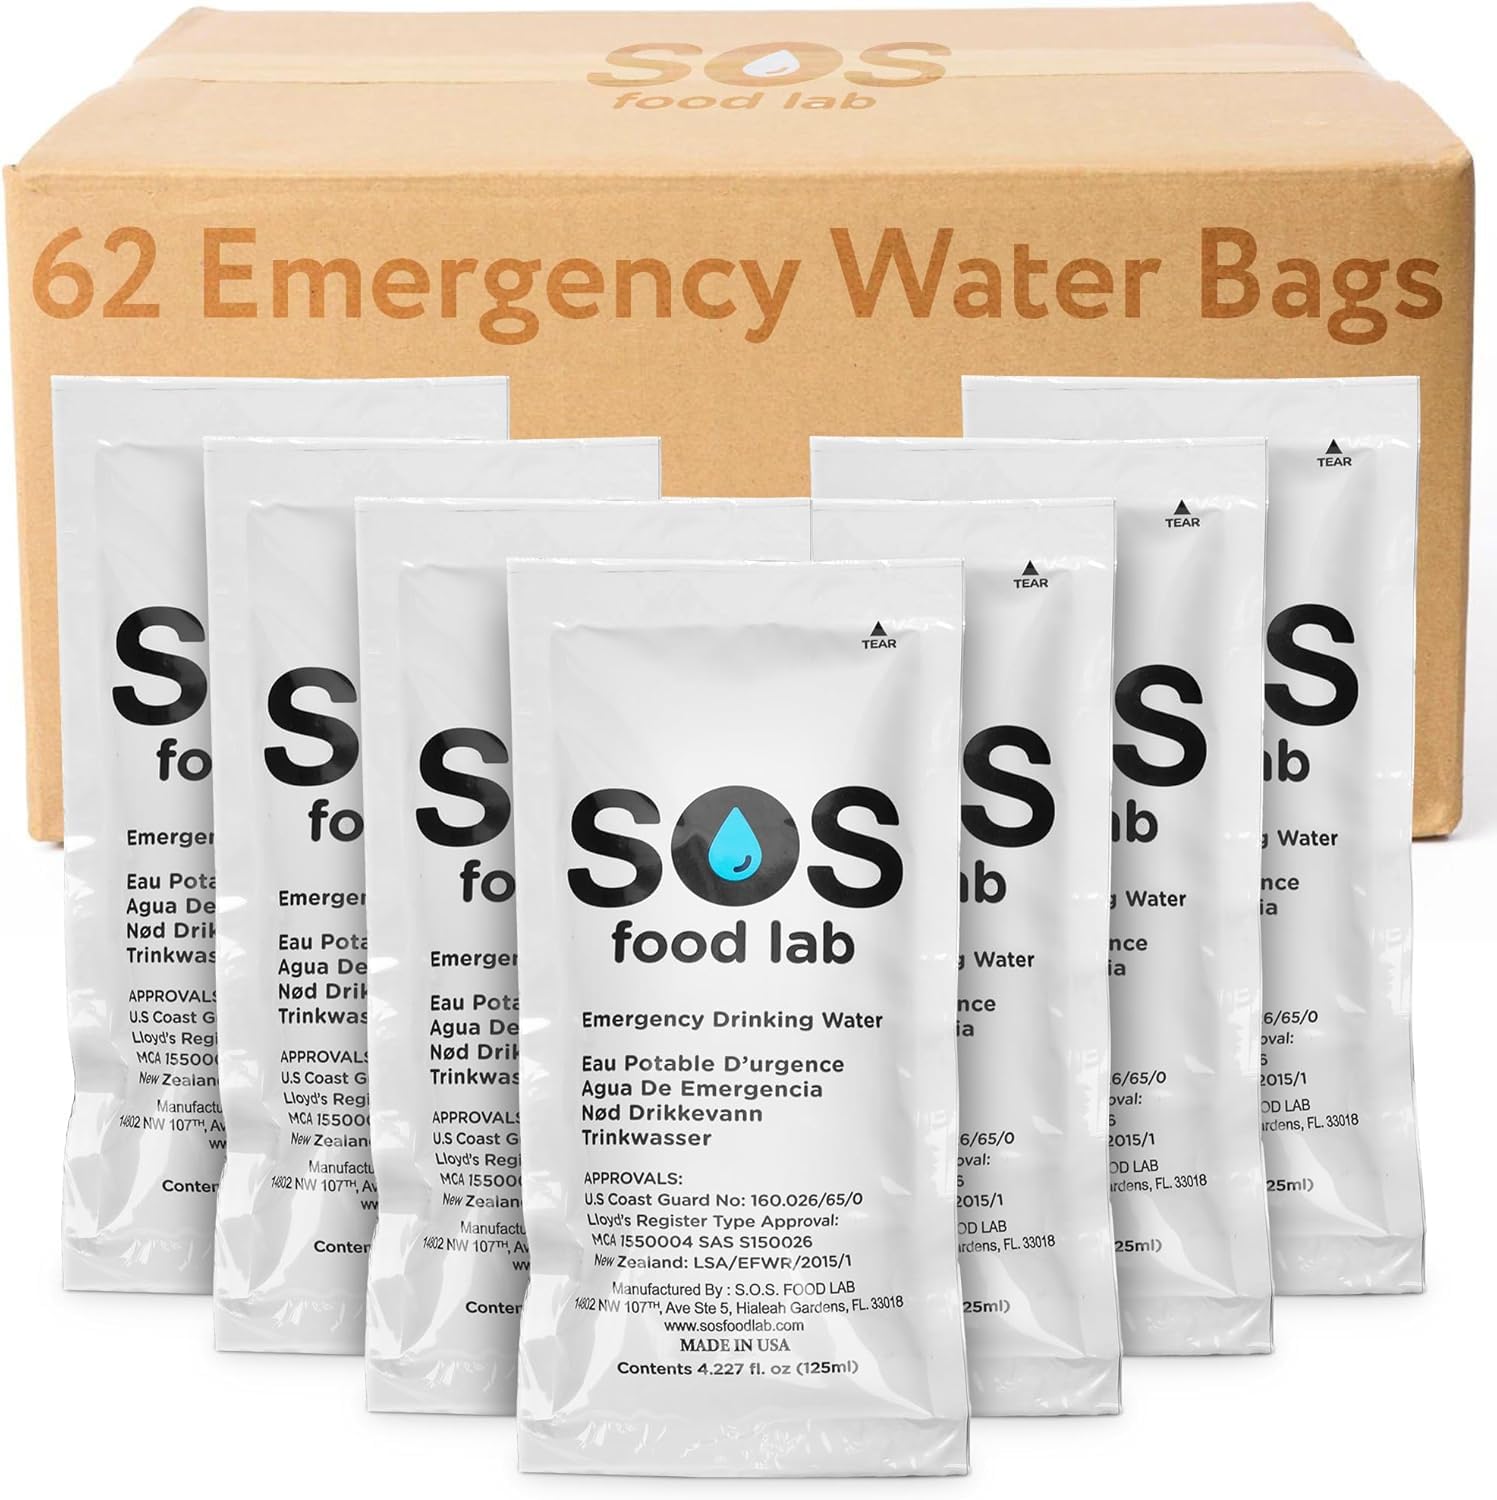 SOS
food lab
62 Emergency Water Bags
TEAR
TEAR
TEAR
TEAR
SOS
food lab
Emergency Drinking Water
Eau Potable D'urgence
Agua De Emergencia
Nød Drikkevann
Trinkwasser
APPROVALS:
U.S Coast Guard No: 160.026/65/0
Lloyd's Register Type Approval:
MCA 1550004 SAS S150026
New Zealand: LSA/EFWR/2015/1
Manufactured By : S.O.S. FOOD LAB
14802 NW 107TH, Ave Ste 5, Hialeah Gardens, FL. 33018
www.sosfoodlab.com
MADE IN USA
Contents 4.227 fl. oz (125ml)